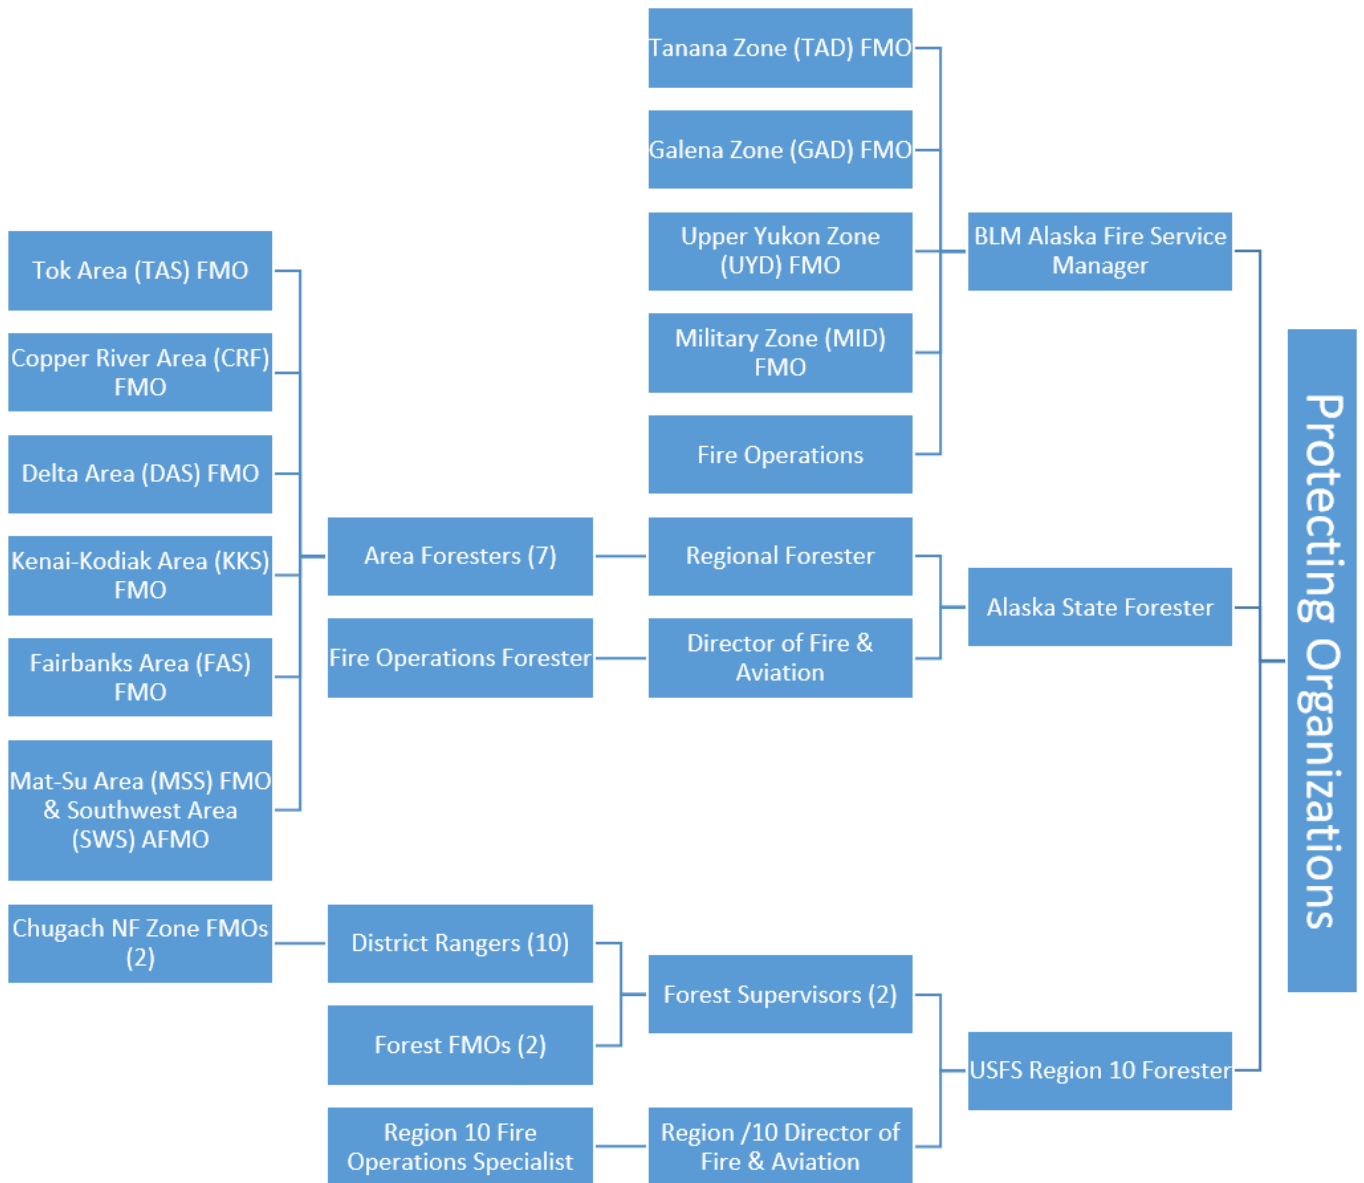 Tanana Zone (TAD) FMO
Galena Zone (GAD) FMO
Upper Yukon Zone
(UYD) FMO
Military Zone (MID)
FMO
Fire Operations
BLM Alaska Fire Service
Manager
Tok Area (TAS) FMO
Copper River Area (CRF)
FMO
Delta Area (DAS) FMO
Kenai-Kodiak Area (KKS)
FMO
Fairbanks Area (FAS)
FMO
Mat-Su Area (MSS) FMO
& Southwest Area
(SWS) AFMO
Area Foresters (7)
Fire Operations Forester
Regional Forester
Director of Fire &
Aviation
Alaska State Forester
Chugach NF Zone FMOs
(2)
District Rangers (10)
Forest FMOs (2)
Region 10 Fire
Operations Specialist
Forest Supervisors (2)
Region /10 Director of
Fire & Aviation
USFS Region 10 Forester
Protecting Organizations